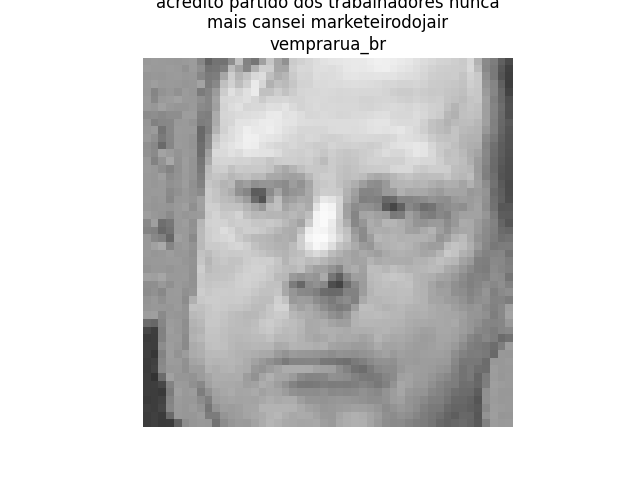 acredito partido dos trabalhadores nunca
mais cansei marketeirodojair
vemprarua_br